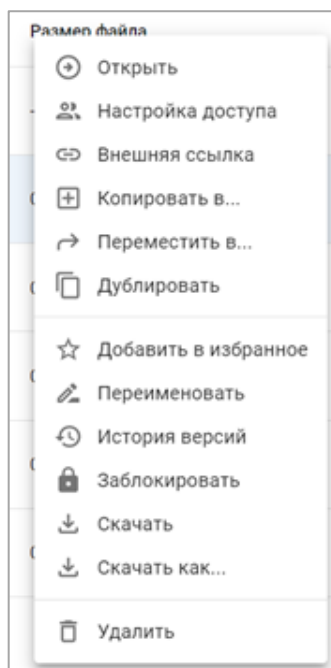 Размер файла
Открыть
Настройка доступа
Внешняя ссылка
Копировать в...
Переместить в...
Дублировать
Добавить в избранное
Переименовать
История версий
Заблокировать
Скачать
Скачать как...
Удалить